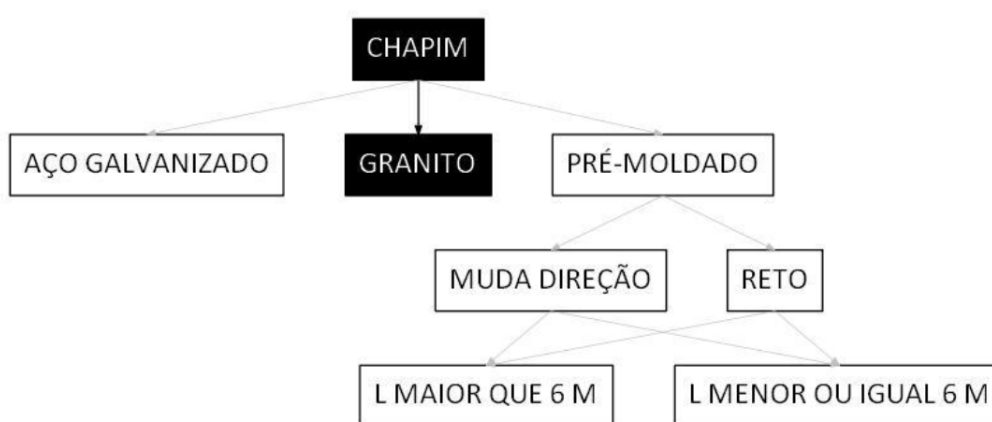 CHAPIM
AÇO GALVANIZADO
GRANITO
PRÉ-MOLDADO
MUDA DIREÇÃO
RETO
L MAIOR QUE 6 M
L MENOR OU IGUAL 6 M